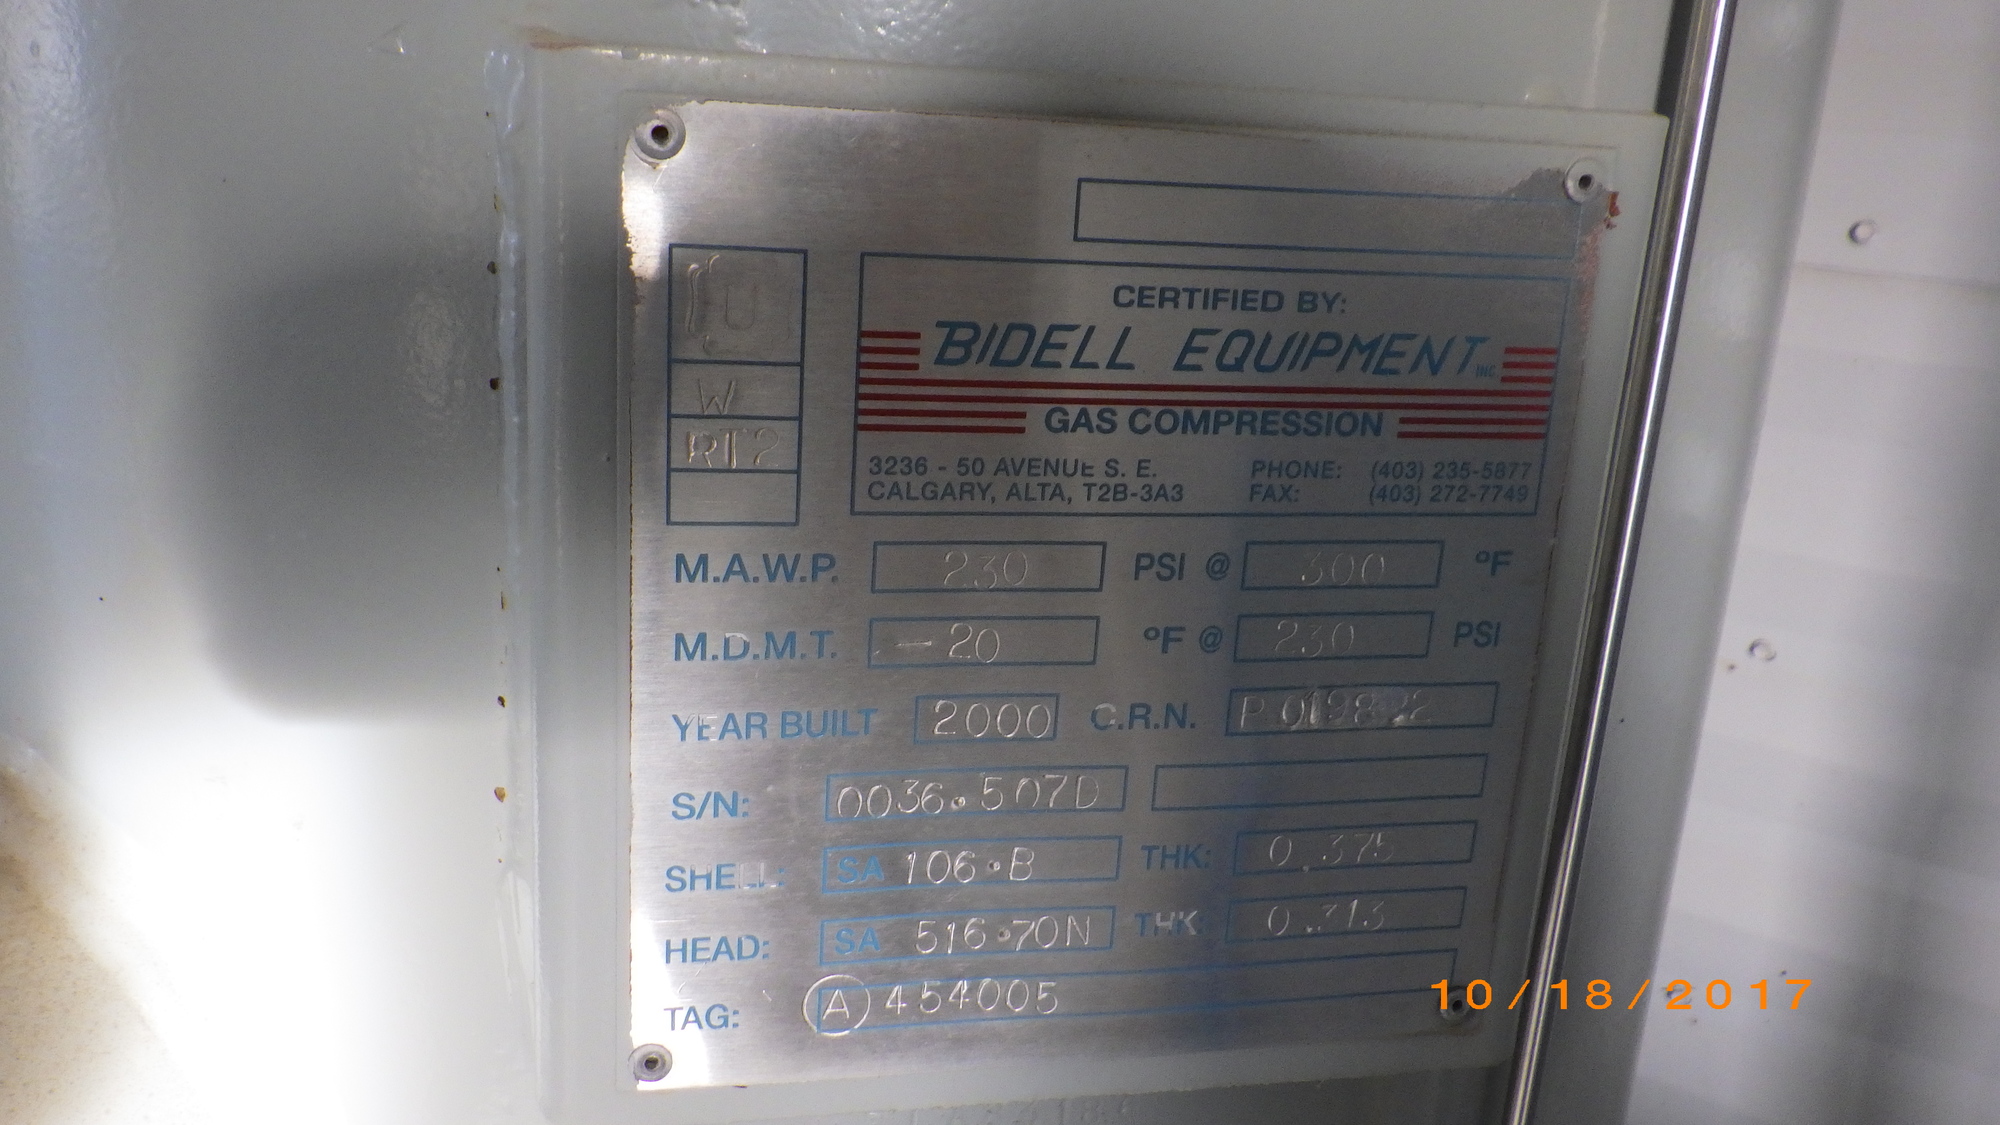 U
W
RT2
CERTIFIED BY:
BIDELL EQUIPMENT INC.
GAS COMPRESSION
3236 - 50 AVENUE S. E. PHONE: (403) 235-5877
CALGARY, ALTA, T2B-3A3 FAX: (403) 272-7749
M.A.W.P. 230 PSI @ 300 ºF
M.D.M.T. -20 ºF @ 230 PSI
YEAR BUILT 2000 C.R.N.
S/N: 0036.507D
SHELL: SA 106.B THK: 0.375
HEAD: SA 516.70N THK: 0.313
TAG: A 454005
10/18/2017